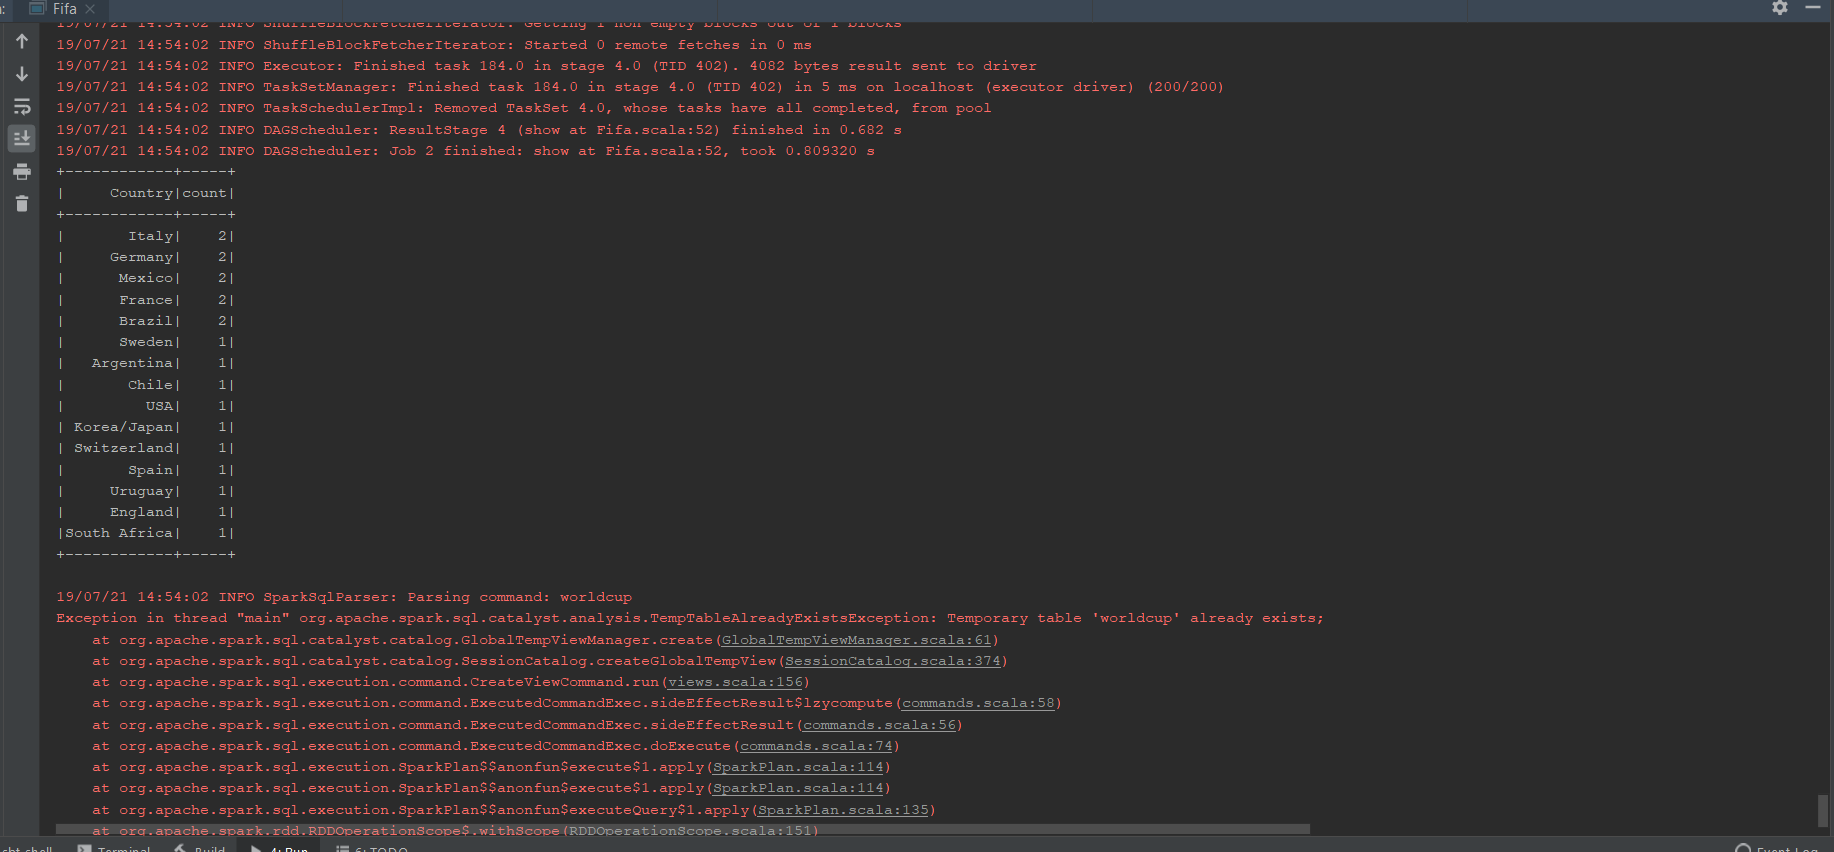 Fifa
19/07/21 14:54:02 INFO ShuffleBlockFetcherIterator: Getting 1 non-empty blocks out of 1 blocks
19/07/21 14:54:02 INFO ShuffleBlockFetcherIterator: Started 0 remote fetches in 0 ms
19/07/21 14:54:02 INFO Executor: Finished task 184.0 in stage 4.0 (TID 402). 4082 bytes result sent to driver
19/07/21 14:54:02 INFO TaskSetManager: Finished task 184.0 in stage 4.0 (TID 402) in 5 ms on localhost (executor driver) (200/200)
19/07/21 14:54:02 INFO TaskSchedulerImpl: Removed TaskSet 4.0, whose tasks have all completed, from pool
19/07/21 14:54:02 INFO DAGScheduler: ResultStage 4 (show at Fifa.scala:52) finished in 0.682 s
19/07/21 14:54:02 INFO DAGScheduler: Job 2 finished: show at Fifa.scala:52, took 0.809320 s
+------------+-----+
|     Country|count|
+------------+-----+
|       Italy|    2|
|     Germany|    2|
|      Mexico|    2|
|      France|    2|
|      Brazil|    2|
|      Sweden|    1|
|   Argentina|    1|
|       Chile|    1|
|         USA|    1|
| Korea/Japan|    1|
| Switzerland|    1|
|       Spain|    1|
|     Uruguay|    1|
|     England|    1|
|South Africa|    1|
+------------+-----+
19/07/21 14:54:02 INFO SparkSqlParser: Parsing command: worldcup
Exception in thread "main" org.apache.spark.sql.catalyst.analysis.TempTableAlreadyExistsException: Temporary table 'worldcup' already exists;
at org.apache.spark.sql.catalyst.catalog.GlobalTempViewManager.create(GlobalTempViewManager.scala:61)
at org.apache.spark.sql.catalyst.catalog.SessionCatalog.createGlobalTempView(SessionCatalog.scala:374)
at org.apache.spark.sql.execution.command.CreateViewCommand.run(views.scala:156)
at org.apache.spark.sql.execution.command.ExecutedCommandExec.sideEffectResult$lzycompute(commands.scala:58)
at org.apache.spark.sql.execution.command.ExecutedCommandExec.sideEffectResult(commands.scala:56)
at org.apache.spark.sql.execution.command.ExecutedCommandExec.doExecute(commands.scala:74)
at org.apache.spark.sql.execution.SparkPlan$$anonfun$execute$1.apply(SparkPlan.scala:114)
at org.apache.spark.sql.execution.SparkPlan$$anonfun$execute$1.apply(SparkPlan.scala:114)
at org.apache.spark.sql.execution.SparkPlan$$anonfun$executeQuery$1.apply(SparkPlan.scala:135)
at org.apache.spark.rdd.RDDOperationScope$.withScope(RDDOperationScope.scala:151)
Terminal Build 4: Run 6: TODO Event Log